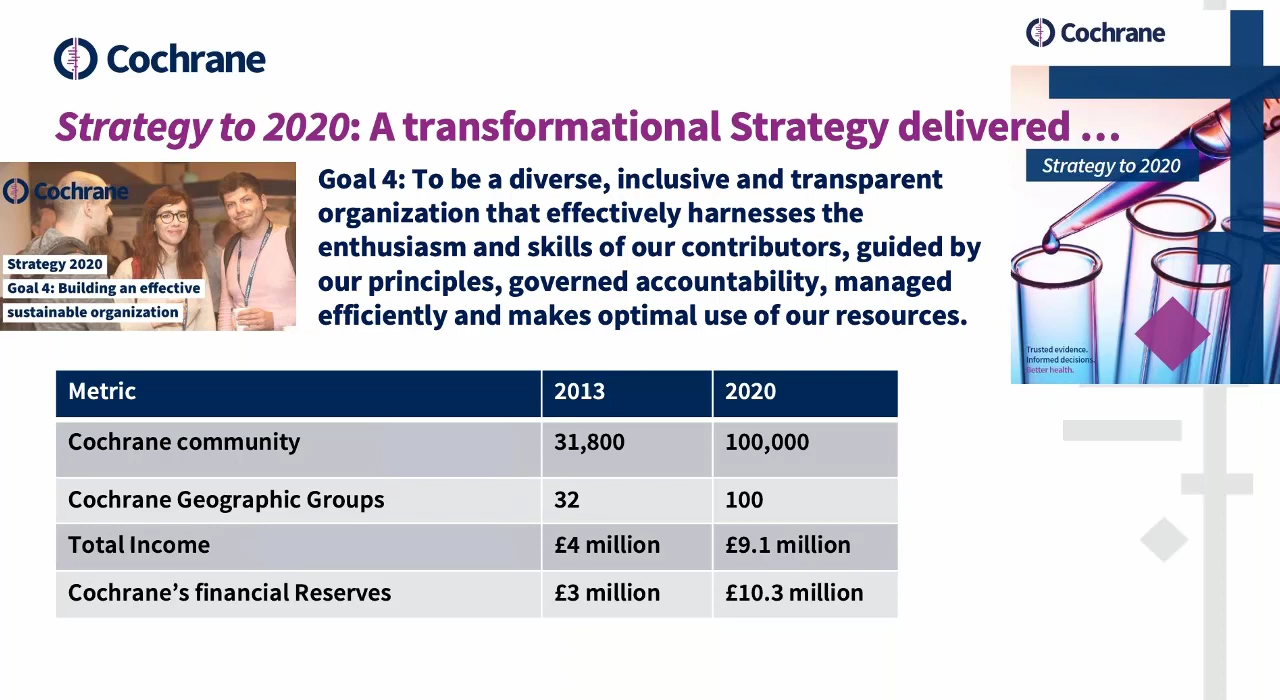 Cochrane
Cochrane
Strategy to 2020: A transformational Strategy delivered ...
Strategy to 2020
Cochrane
Strategy 2020
Goal 4: Building an effective
sustainable organization
Goal 4: To be a diverse, inclusive and transparent
organization that effectively harnesses the
enthusiasm and skills of our contributors, guided by
our principles, governed accountability, managed
efficiently and makes optimal use of our resources.
Trusted evidence.
Informed decisions.
Better health.
Metric 2013 2020
Cochrane community 31,800 100,000
Cochrane Geographic Groups 32 100
Total Income £4 million £9.1 million
Cochrane’s financial Reserves £3 million £10.3 million